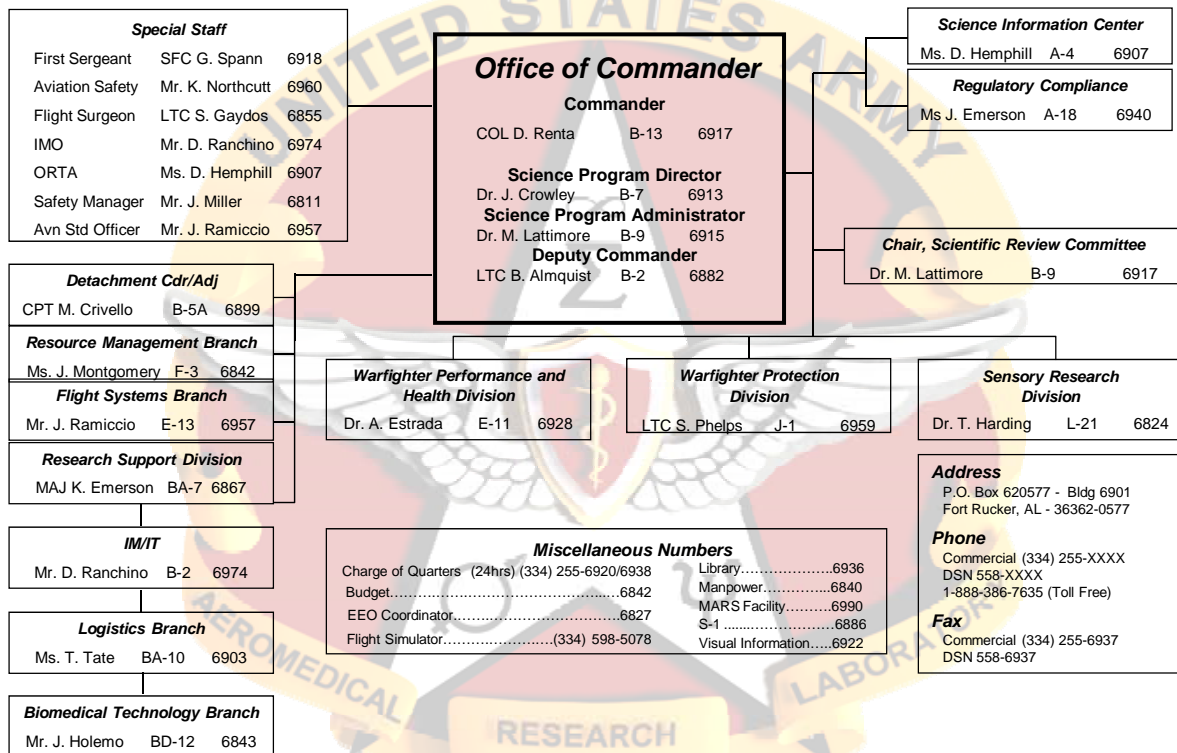 UNITED STATES ARMY
AEROMEDICAL RESEARCH LABORATORY
Special Staff
First Sergeant SFC G. Spann 6918
Aviation Safety Mr. K. Northcutt 6960
Flight Surgeon LTC S. Gaydos 6855
IMO Mr. D. Ranchino 6974
ORTA Ms. D. Hemphill 6907
Safety Manager Mr. J. Miller 6811
Avn Std Officer Mr. J. Ramiccio 6957
Office of Commander
Commander
COL D. Renta B-13 6917
Science Program Director
Dr. J. Crowley B-7 6913
Science Program Administrator
Dr. M. Lattimore B-9 6915
Deputy Commander
LTC B. Almquist B-2 6882
Science Information Center
Ms. D. Hemphill A-4 6907
Regulatory Compliance
Ms J. Emerson A-18 6940
Chair, Scientific Review Committee
Dr. M. Lattimore B-9 6917
Detachment Cdr/Adj
CPT M. Crivello B-5A 6899
Resource Management Branch
Ms. J. Montgomery F-3 6842
Flight Systems Branch
Mr. J. Ramiccio E-13 6957
Research Support Division
MAJ K. Emerson BA-7 6867
IM/IT
Mr. D. Ranchino B-2 6974
Logistics Branch
Ms. T. Tate BA-10 6903
Biomedical Technology Branch
Mr. J. Holemo BD-12 6843
Warfighter Performance and
Health Division
Dr. A. Estrada E-11 6928
Warfighter Protection
Division
LTC S. Phelps J-1 6959
Sensory Research
Division
Dr. T. Harding L-21 6824
Miscellaneous Numbers
Charge of Quarters (24hrs) (334) 255-6920/6938
Budget……………………………………..6842
EEO Coordinator…………………………….6827
Flight Simulator………………….(334) 598-5078
Library………………..6936
Manpower…………...6840
MARS Facility………6990
S-1 ........………………6886
Visual Information…..6922
Address
P.O. Box 620577 - Bldg 6901
Fort Rucker, AL - 36362-0577
Phone
Commercial (334) 255-XXXX
DSN 558-XXXX
1-888-386-7635 (Toll Free)
Fax
Commercial (334) 255-6937
DSN 558-6937
Σ
Ψ